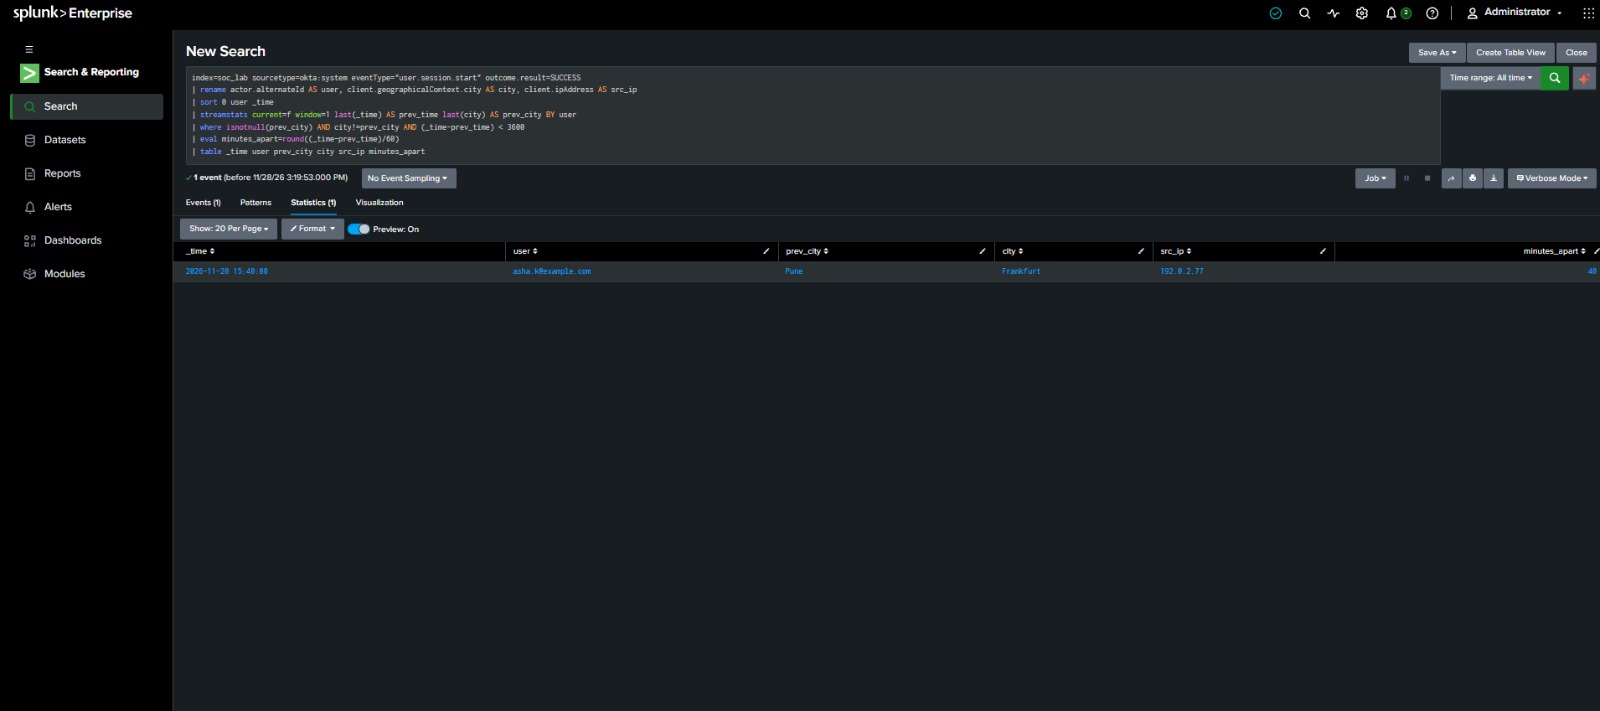 splunk>Enterprise
3
Administrator
Search & Reporting
Search
Datasets
Reports
Alerts
Dashboards
Modules
New Search
Save As
Create Table View
Close
index=soc_lab sourcetype=okta:system eventType="user.session.start" outcome.result=SUCCESS
| rename actor.alternateId AS user, client.geographicalContext.city AS city, client.ipAddress AS src_ip
| sort 0 user _time
| streamstats current=f window=1 last(_time) AS prev_time last(city) AS prev_city BY user
| where isnotnull(prev_city) AND city!=prev_city AND (_time-prev_time) < 3600
| eval minutes_apart=round((_time-prev_time)/60)
| table _time user prev_city city src_ip minutes_apart
Time range: All time
1 event (before 11/28/26 3:19:53.000 PM)
No Event Sampling
Job
Verbose Mode
Events (1)
Patterns
Statistics (1)
Visualization
Show: 20 Per Page
Format
Preview: On
_time user prev_city city src_ip minutes_apart
2026-11-20 15:40:00 asha.k@example.com Pune Frankfurt 192.0.2.77 40